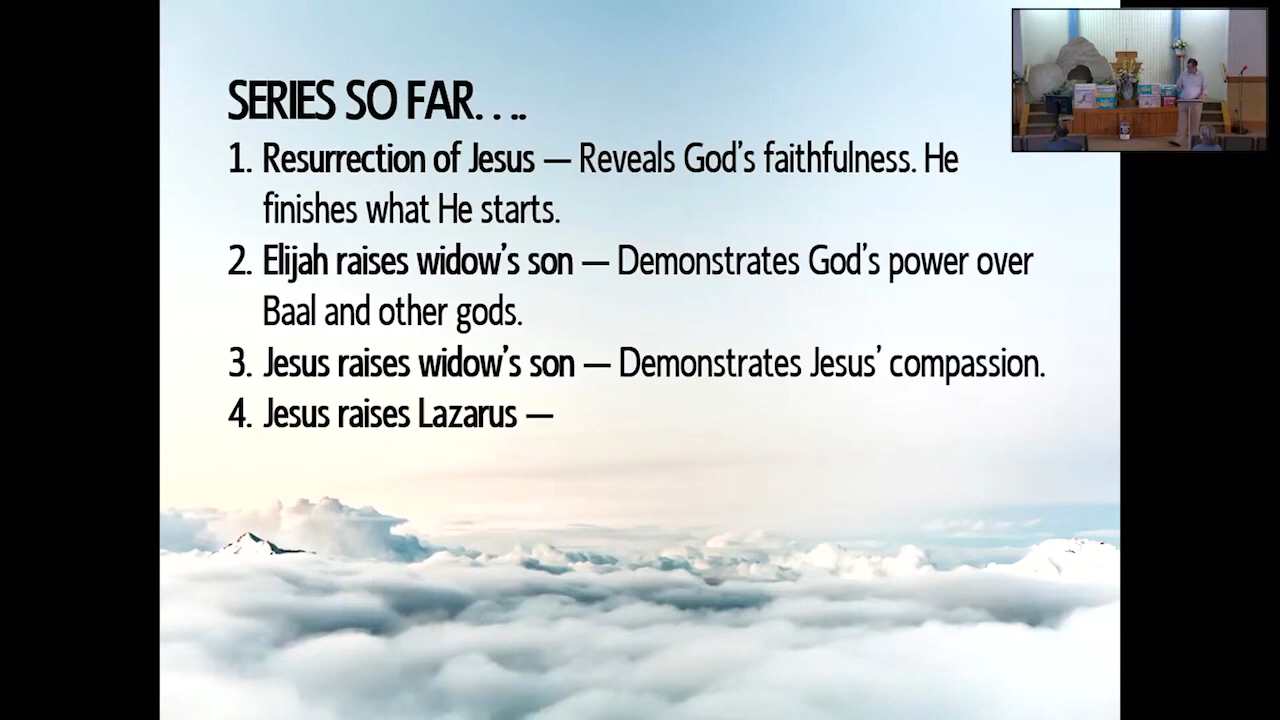 SERIES SO FAR. . ..
1. Resurrection of Jesus — Reveals God’s faithfulness. He
finishes what He starts.
2. Elijah raises widow’s son — Demonstrates God’s power over
Baal and other gods.
3. Jesus raises widow’s son — Demonstrates Jesus’ compassion.
4. Jesus raises Lazarus —